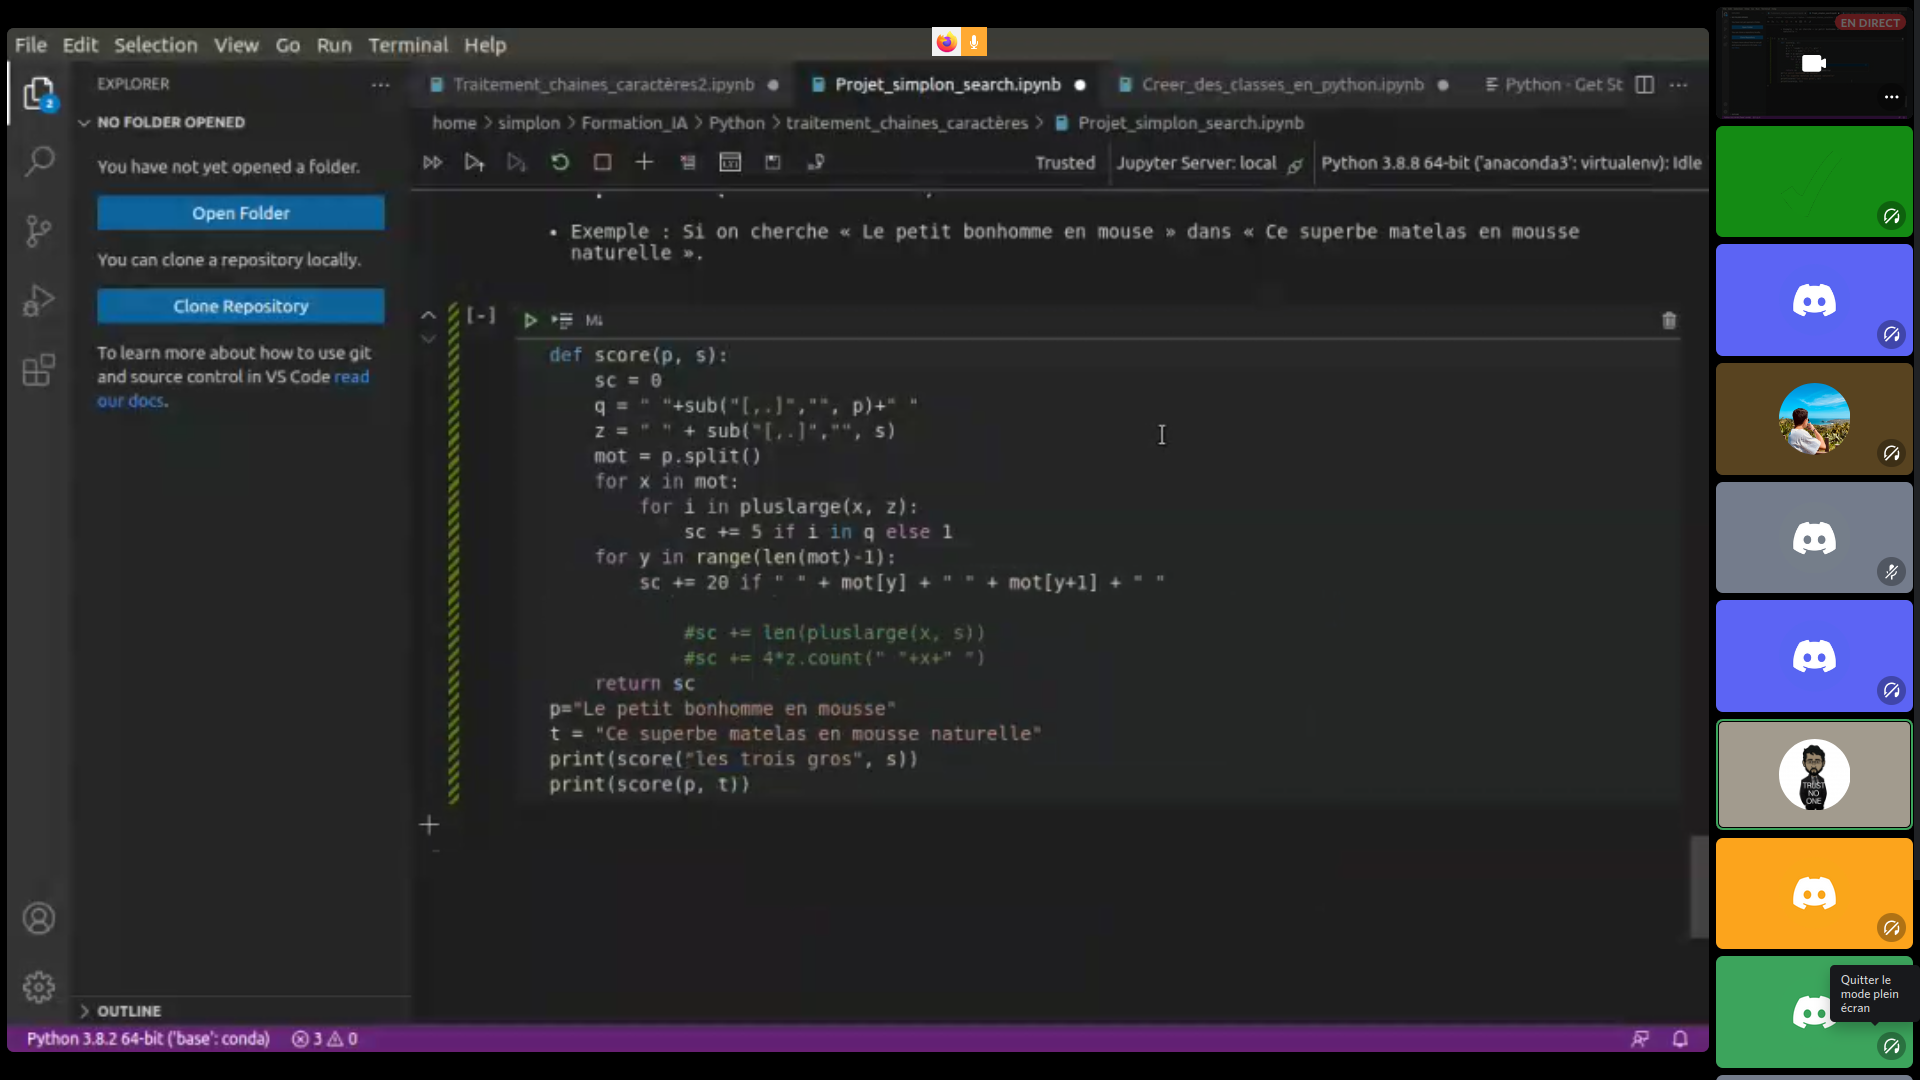 EN DIRECT
File Edit Selection View Go Run Terminal Help
EXPLORER
Traitement_chaines_caractères2.ipynb
Projet_simplon_search.ipynb
Creer_des_classes_en_python.ipynb
Python - Get St
NO FOLDER OPENED
home > simplon > Formation_IA > Python > traitement_chaines_caractères > Projet_simplon_search.ipynb
You have not yet opened a folder.
Trusted
Jupyter Server: local
Python 3.8.8 64-bit ('anaconda3': virtualenv): Idle
Open Folder
You can clone a repository locally.
Clone Repository
To learn more about how to use git
and source control in VS Code read
our docs.
• Exemple : Si on cherche « Le petit bonhomme en mouse » dans « Ce superbe matelas en mousse
naturelle ».
[-]
M↓
def score(p, s):
sc = 0
q = " "+sub("[,.]","", p)+" "
z = " " + sub("[,.]","", s)
mot = p.split()
for x in mot:
for i in pluslarge(x, z):
sc += 5 if i in q else 1
for y in range(len(mot)-1):
sc += 20 if " " + mot[y] + " " + mot[y+1] + " "
#sc += len(pluslarge(x, s))
#sc += 4*z.count(" "+x+" ")
return sc
p="Le petit bonhomme en mousse"
t = "Ce superbe matelas en mousse naturelle"
print(score("les trois gros", s))
print(score(p, t))
OUTLINE
Python 3.8.2 64-bit ('base': conda)
3
0
2
TRUST
NO
ONE
Quitter le
mode plein
écran